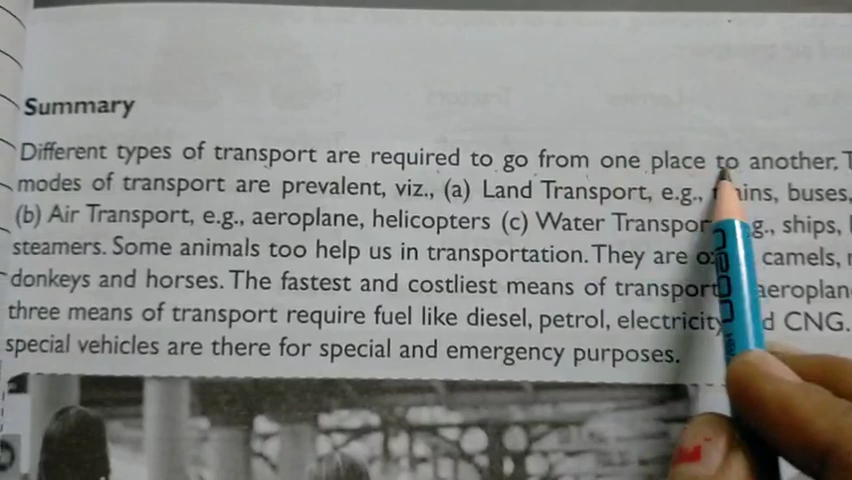 Summary
Different types of transport are required to go from one place to another.
modes of transport are prevalent, viz., (a) Land Transport, e.g., buses,
(b) Air Transport, e.g., aeroplane, helicopters (c) Water ships,
steamers. Some animals too help us in transportation. They are camels,
donkeys and horses. The fastest and costliest means of transport
three means of transport require fuel like diesel, petrol, electricity CNG.
special vehicles are there for special and emergency purposes.
neon